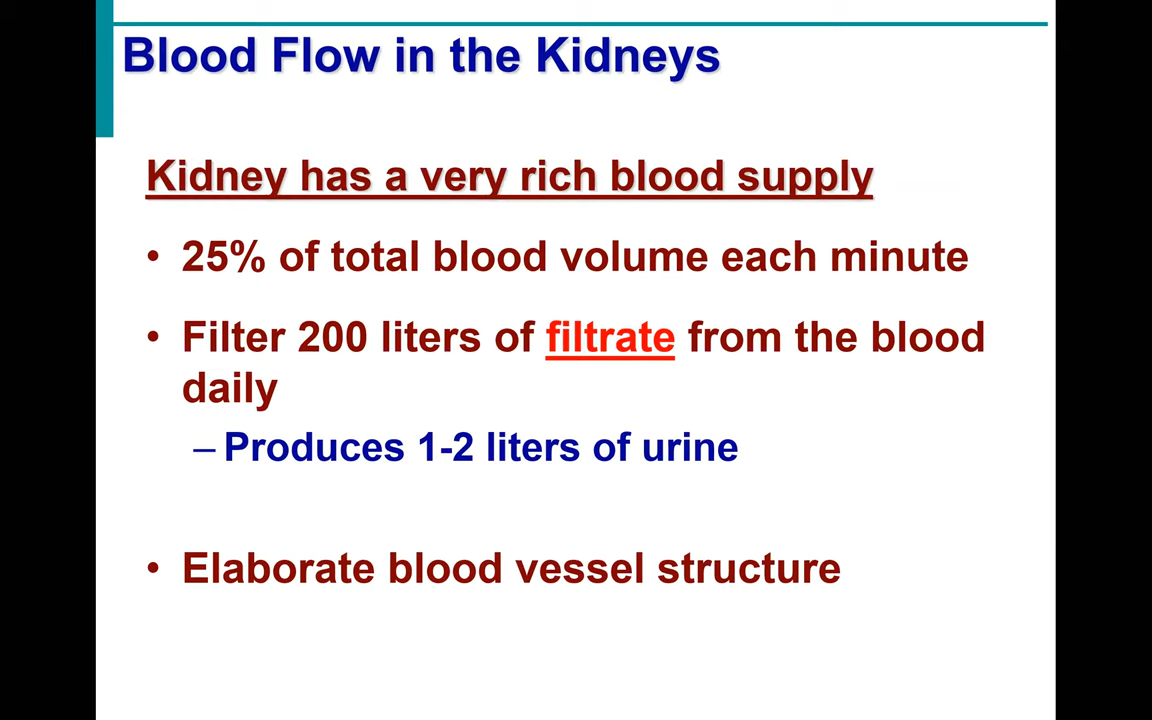 Blood Flow in the Kidneys
Kidney has a very rich blood supply
• 25% of total blood volume each minute
• Filter 200 liters of filtrate from the blood
daily
– Produces 1-2 liters of urine
• Elaborate blood vessel structure